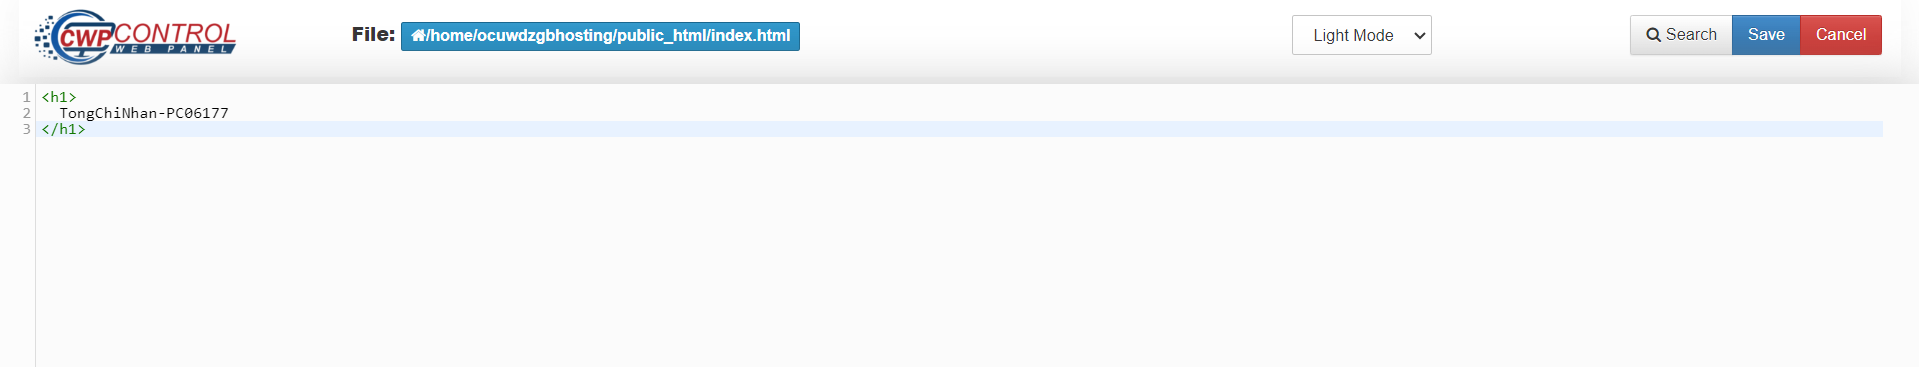 CWP CONTROL
WEB PANEL
File: /home/ocuwdzgbhosting/public_html/index.html
Light Mode
Search Save Cancel
1 <h1>
2 TongChiNhan-PC06177
3 </h1>